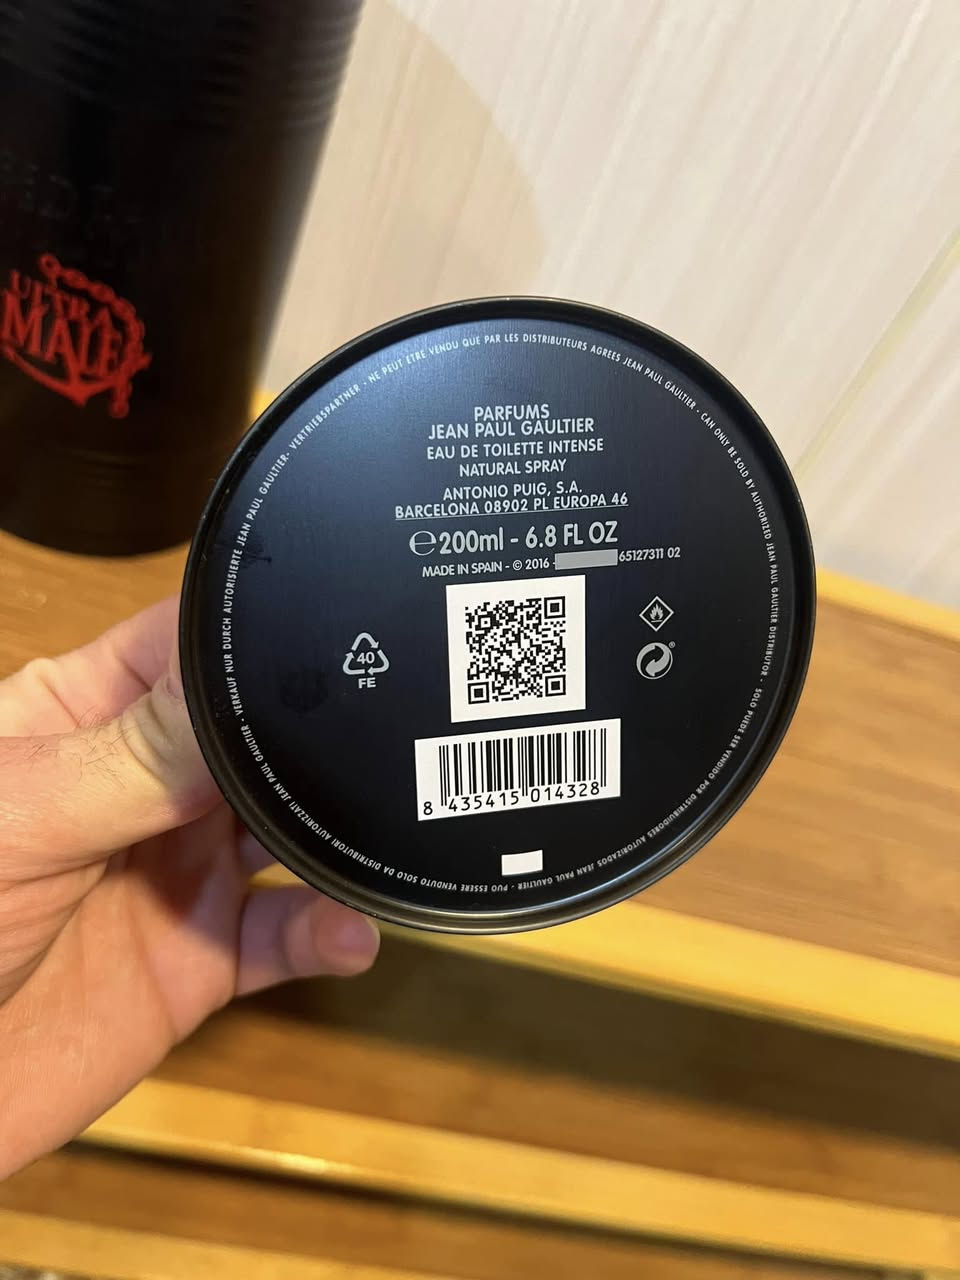 ULTRA
MALE
PARFUMS
JEAN PAUL GAULTIER
EAU DE TOILETTE INTENSE
NATURAL SPRAY
ANTONIO PUIG, S.A.
BARCELONA 08902 PL EUROPA 46
℮200ml - 6.8 FL OZ
MADE IN SPAIN - © 2016 - 65127311 02
40
FE
8 435415 014328
NE PEUT ETRE VENDU QUE PAR LES DISTRIBUTEURS AGREES JEAN PAUL GAULTIER - CAN ONLY BE SOLD BY AUTHORIZED JEAN PAUL GAULTIER DISTRIBUTOR - SOLO PUEDE SER VENDIDO POR DISTRIBUIDORES AUTORIZADOS JEAN PAUL GAULTIER - PUO ESSERE VENDUTO SOLO DA DISTRIBUTORI AUTORIZZATI JEAN PAUL GAULTIER - VERKAUF NUR DURCH AUTORISIERTE JEAN PAUL GAULTIER- VERTRIEBSPARTNER -